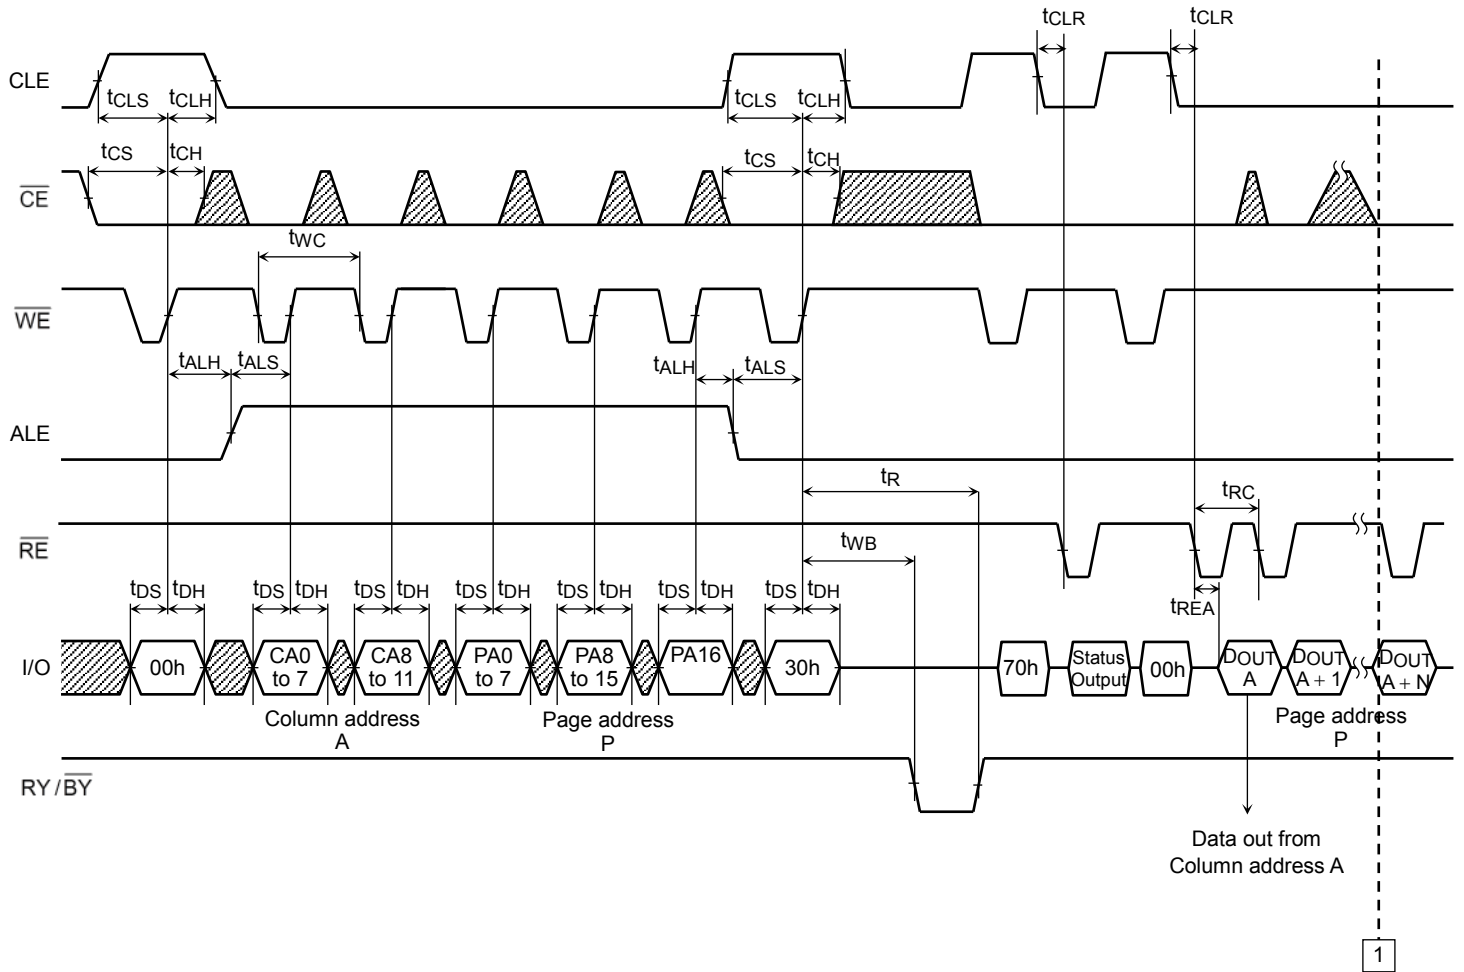 tCLR tCLR
CLE
tCLS tCLH tCLS tCLH
tCS tCH tCS tCH
CE
tWC
WE
tALH tALS tALH tALS
ALE
tR
tRC
RE
tWB
tDS tDH tDS tDH tDS tDH tDS tDH tDS tDH tDS tDH tDS tDH
tREA
I/O 00h CA0 to 7 CA8 to 11 PA0 to 7 PA8 to 15 PA16 30h 70h Status Output 00h DOUT A DOUT A + 1 DOUT A + N
Column address A
Page address P
Page address P
RY/BY
Data out from
Column address A
1